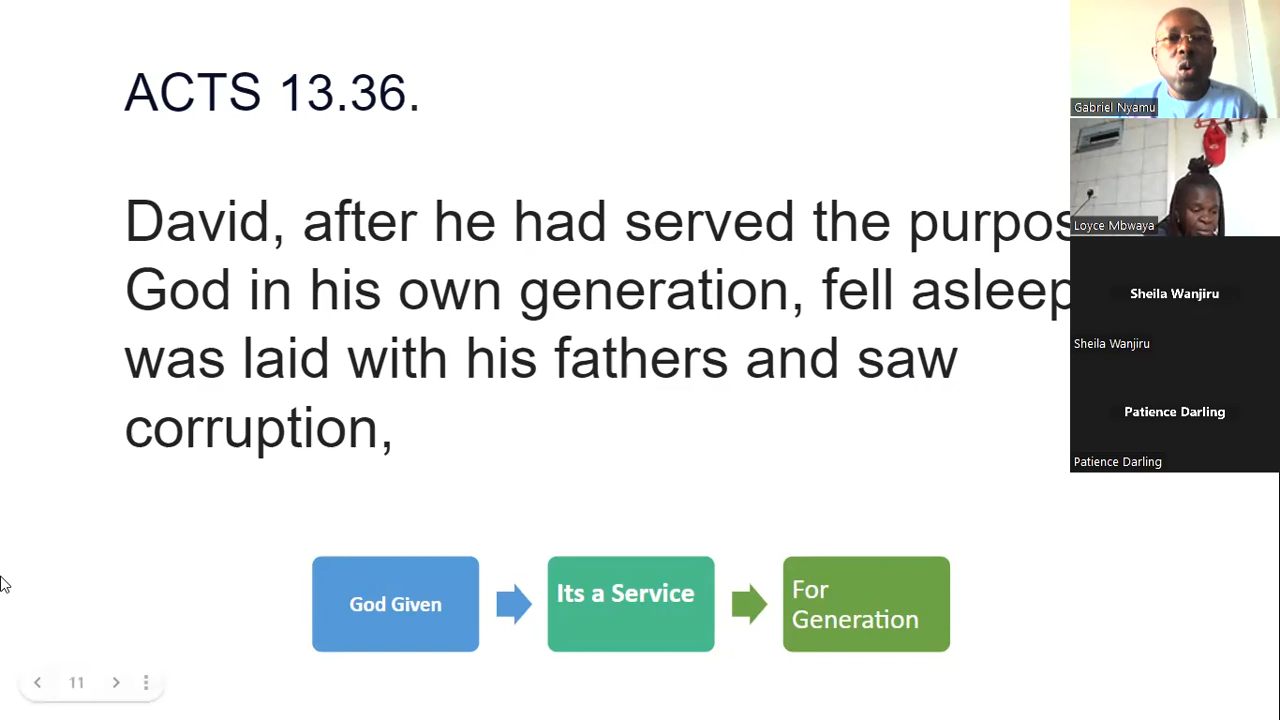 ACTS 13.36.
David, after he had served the
God in his own generation, fell asleep
was laid with his fathers and saw
corruption,
God Given
Its a Service
For
Generation
11
Gabriel Nyamu
Loyce Mbwaya
Sheila Wanjiru
Sheila Wanjiru
Patience Darling
Patience Darling